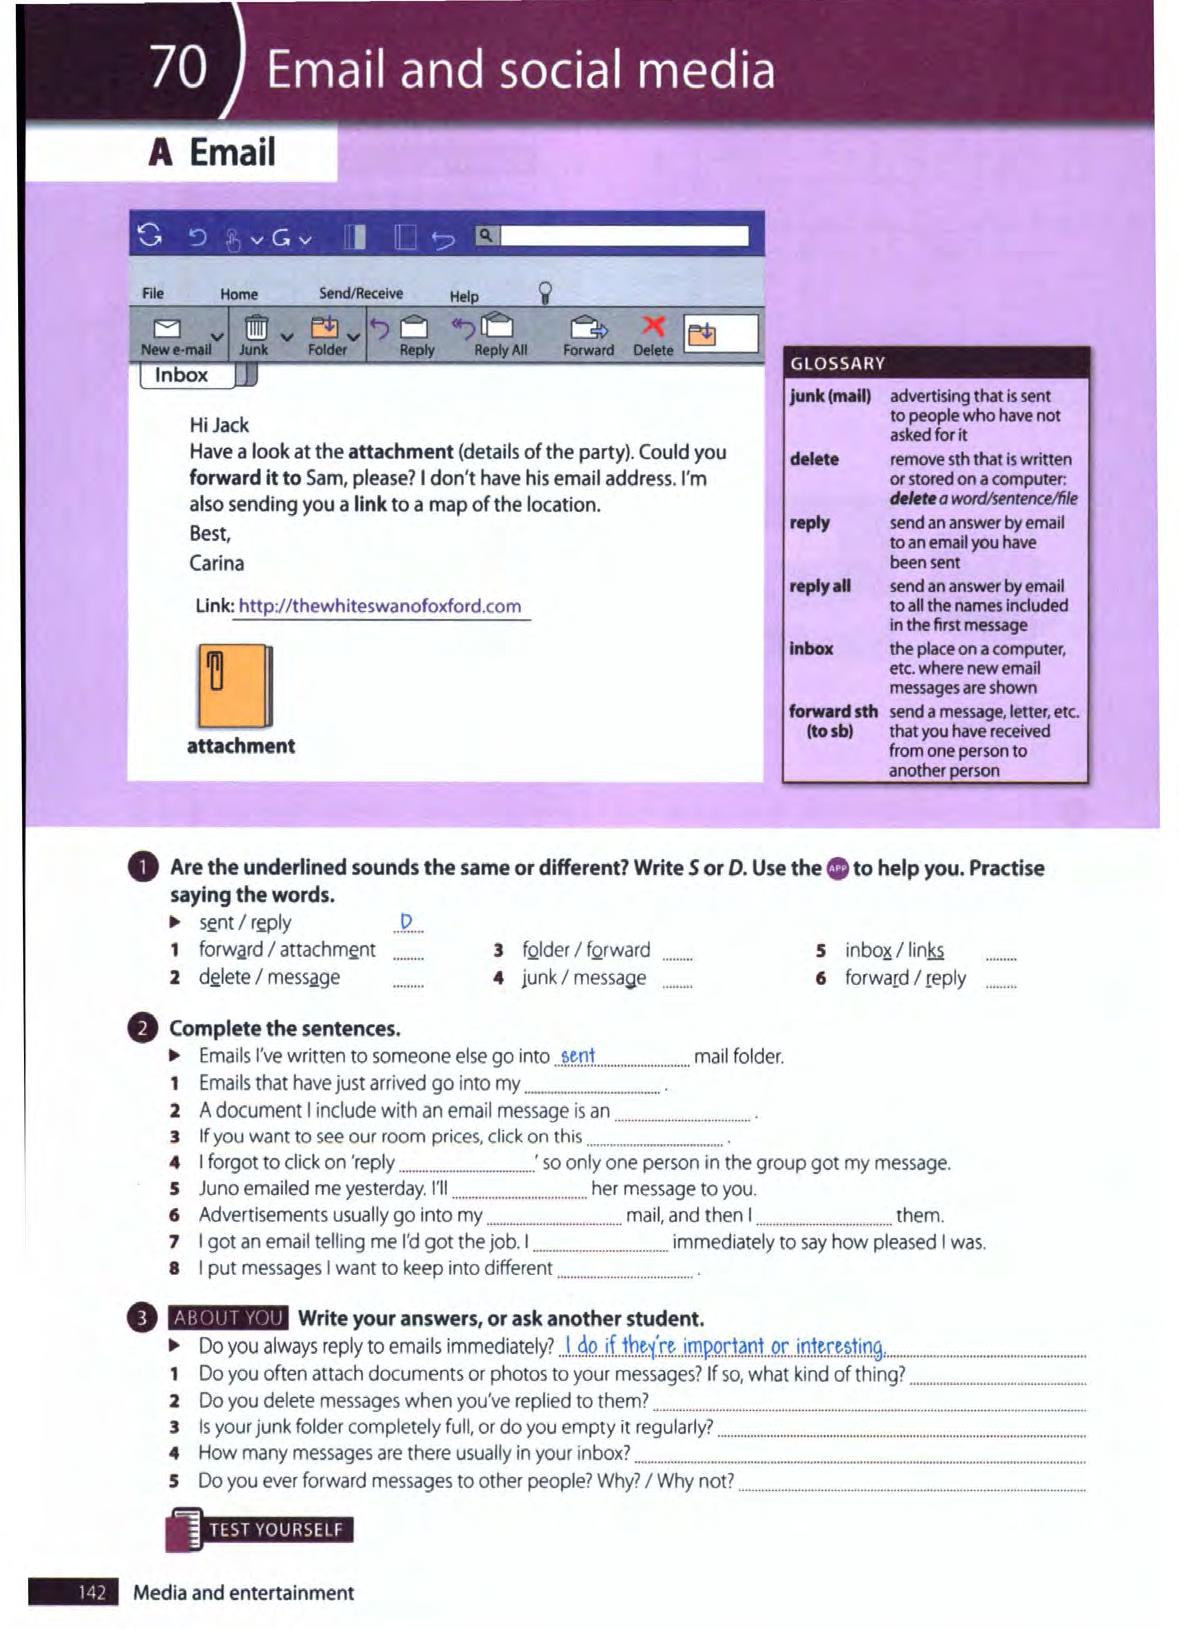 70 Email and social media
A Email
File Home Send/Receive Help
New e-mail Junk Folder Reply Reply All Forward Delete
Inbox
Hi Jack
Have a look at the attachment (details of the party). Could you
forward it to Sam, please? I don't have his email address. I'm
also sending you a link to a map of the location.
Best,
Carina
Link: http://thewhiteswanofoxford.com
attachment
GLOSSARY
junk (mail) advertising that is sent
to people who have not
asked for it
delete remove sth that is written
or stored on a computer:
delete a word/sentence/file
reply send an answer by email
to an email you have
been sent
reply all send an answer by email
to all the names included
in the first message
inbox the place on a computer,
etc. where new email
messages are shown
forward sth send a message, letter, etc.
(to sb) that you have received
from one person to
another person
1 Are the underlined sounds the same or different? Write S or D. Use the APP to help you. Practise
saying the words.
▶ sent / reply D
1 forward / attachment ........ 3 folder / forward ........ 5 inbox / links ........
2 delete / message ........ 4 junk / message ........ 6 forward / reply ........
2 Complete the sentences.
▶ Emails I've written to someone else go into sent mail folder.
1 Emails that have just arrived go into my ........ .
2 A document I include with an email message is an ........ .
3 If you want to see our room prices, click on this ........ .
4 I forgot to click on 'reply ........' so only one person in the group got my message.
5 Juno emailed me yesterday. I'll ........ her message to you.
6 Advertisements usually go into my ........ mail, and then I ........ them.
7 I got an email telling me I'd got the job. I ........ immediately to say how pleased I was.
8 I put messages I want to keep into different ........ .
3 ABOUT YOU Write your answers, or ask another student.
▶ Do you always reply to emails immediately? I do if they're important or interesting.
1 Do you often attach documents or photos to your messages? If so, what kind of thing? ........
2 Do you delete messages when you've replied to them? ........
3 Is your junk folder completely full, or do you empty it regularly? ........
4 How many messages are there usually in your inbox? ........
5 Do you ever forward messages to other people? Why? / Why not? ........
TEST YOURSELF
142 Media and entertainment